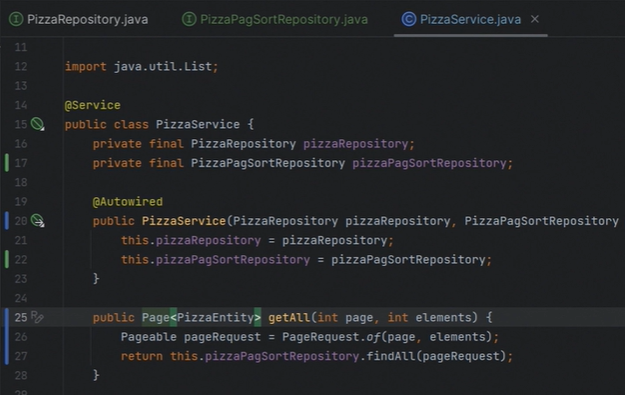 PizzaRepository.java PizzaPagSortRepository.java PizzaService.java
11
12 import java.util.List;
13
14 @Service
15 public class PizzaService {
16 private final PizzaRepository pizzaRepository;
17 private final PizzaPagSortRepository pizzaPagSortRepository;
18
19 @Autowired
20 public PizzaService(PizzaRepository pizzaRepository, PizzaPagSortRepository
21 this.pizzaRepository = pizzaRepository;
22 this.pizzaPagSortRepository = pizzaPagSortRepository;
23 }
24
25 public Page<PizzaEntity> getAll(int page, int elements) {
26 Pageable pageRequest = PageRequest.of(page, elements);
27 return this.pizzaPagSortRepository.findAll(pageRequest);
28 }
29